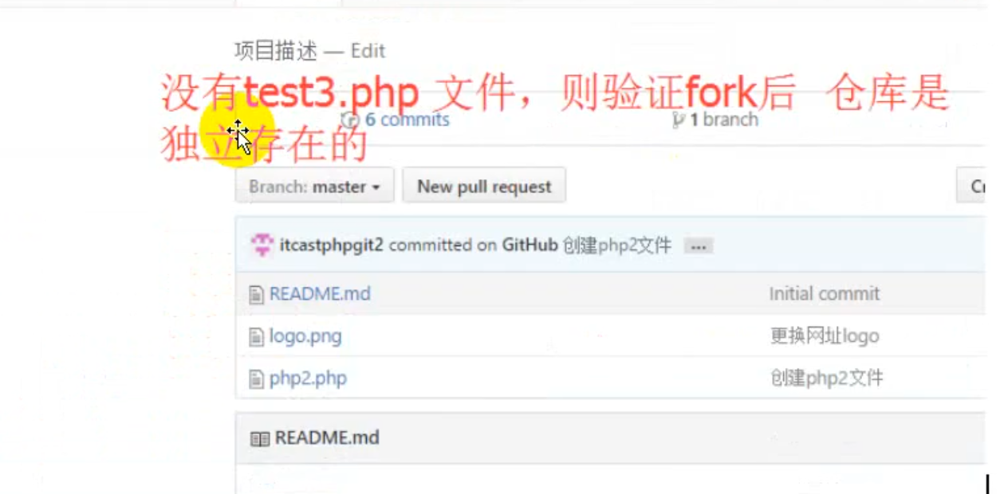 项目描述 — Edit
没有test3.php 文件，则验证fork后 仓库是
独立存在的
6 commits
1 branch
Branch: master
New pull request
itcastphpgit2 committed on GitHub 创建php2文件 ...
README.md Initial commit
logo.png 更换网址logo
php2.php 创建php2文件
README.md